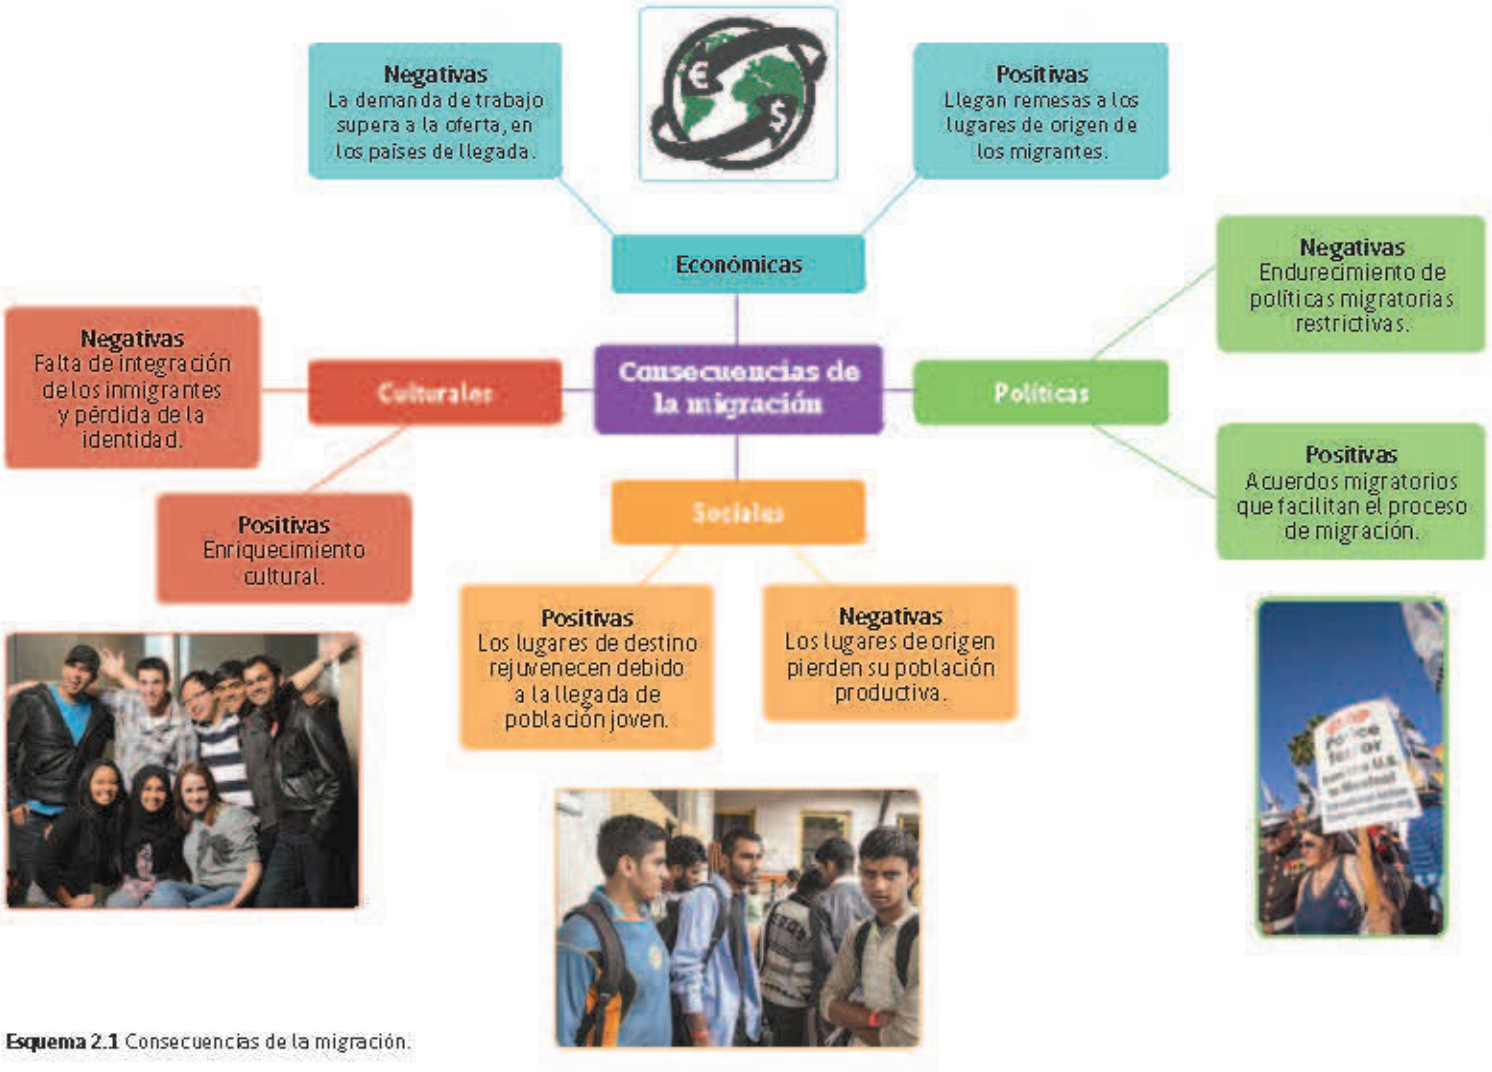 Negativas
La demanda de trabajo
supera a la oferta, en
los países de llegada.
€
$
Positivas
Llegan remesas a los
lugares de origen de
los migrantes.
Económicas
Negativas
Endurecimiento de
políticas migratorias
restrictivas.
Negativas
Falta de integración
de los inmigrantes
y pérdida de la
identidad.
Culturales
Consecuencias de
la migración
Políticas
Positivas
Acuerdos migratorios
que facilitan el proceso
de migración.
Positivas
Enriquecimiento
cultural.
Sociales
Positivas
Los lugares de destino
rejuvenecen debido
a la llegada de
población joven.
Negativas
Los lugares de origen
pierden su población
productiva.
Police
Terror
Esquema 2.1 Consecuencias de la migración.